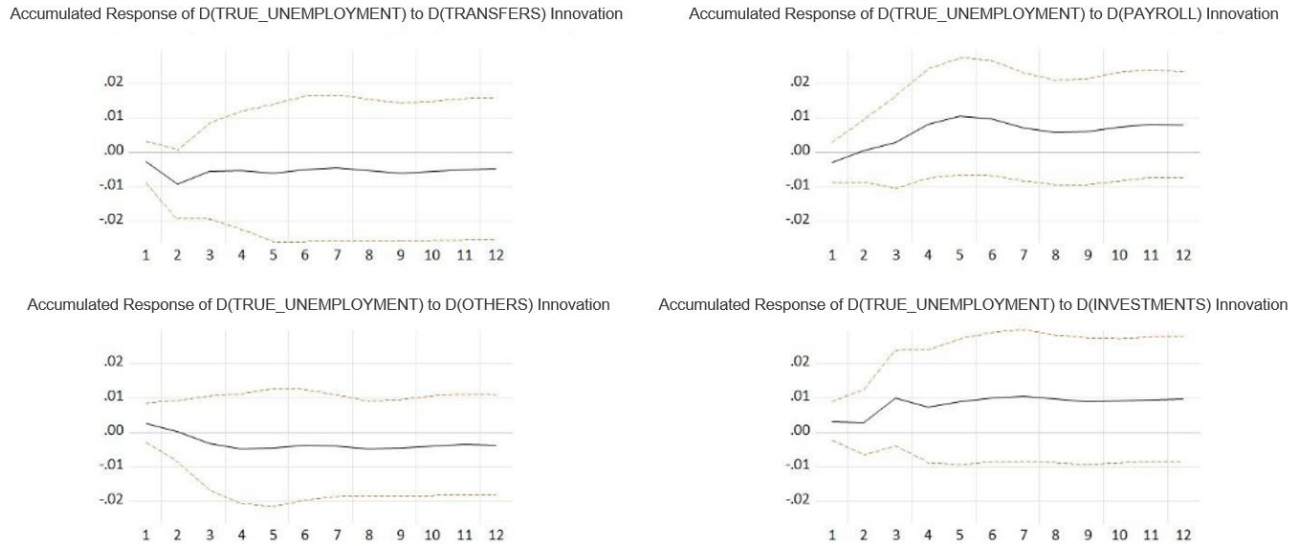 Accumulated Response of D(TRUE_UNEMPLOYMENT) to D(TRANSFERS) Innovation
.02
.01
.00
-.01
-.02
1 2 3 4 5 6 7 8 9 10 11 12
Accumulated Response of D(TRUE_UNEMPLOYMENT) to D(PAYROLL) Innovation
.02
.01
.00
-.01
-.02
1 2 3 4 5 6 7 8 9 10 11 12
Accumulated Response of D(TRUE_UNEMPLOYMENT) to D(OTHERS) Innovation
.02
.01
.00
-.01
-.02
1 2 3 4 5 6 7 8 9 10 11 12
Accumulated Response of D(TRUE_UNEMPLOYMENT) to D(INVESTMENTS) Innovation
.02
.01
.00
-.01
-.02
1 2 3 4 5 6 7 8 9 10 11 12